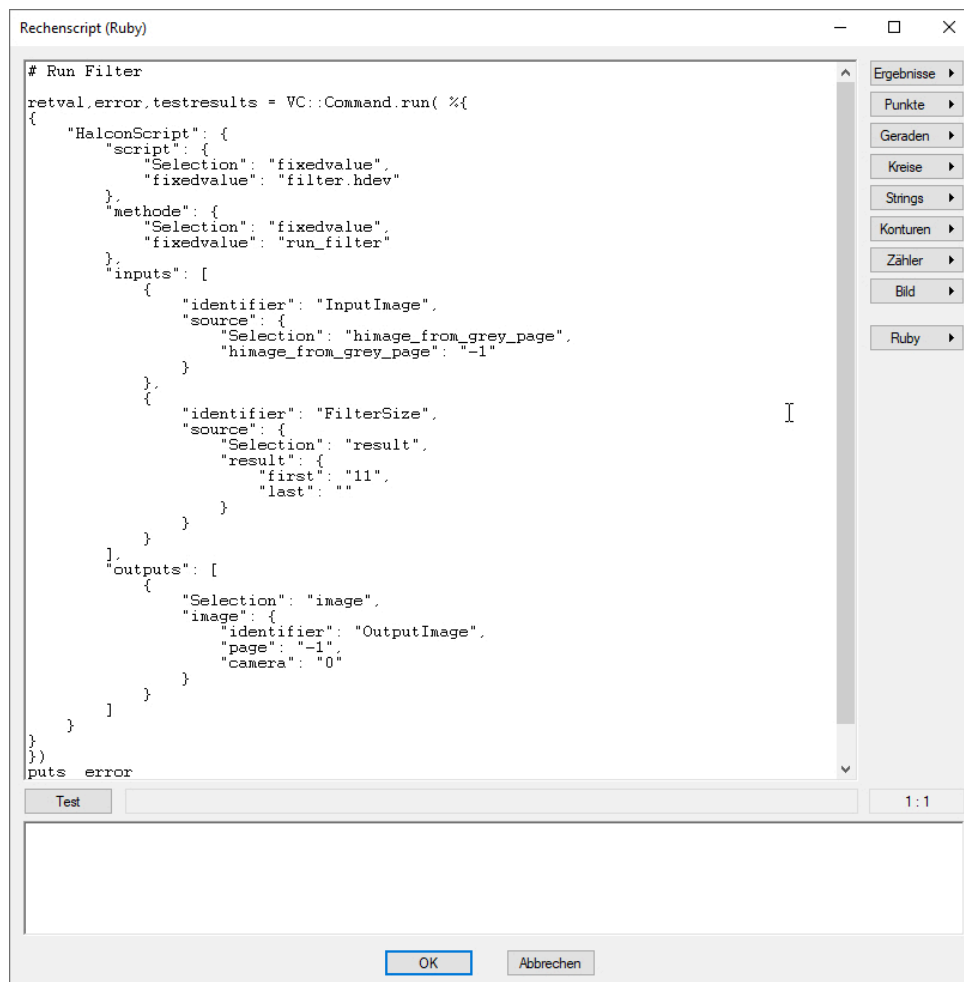 Rechenscript (Ruby)
# Run Filter
retval,error,testresults = VC::Command.run( %{
{
    "HalconScript": {
        "script": {
            "Selection": "fixedvalue",
            "fixedvalue": "filter.hdev"
        },
        "methode": {
            "Selection": "fixedvalue",
            "fixedvalue": "run_filter"
        },
        "inputs": [
            {
                "identifier": "InputImage",
                "source": {
                    "Selection": "himage_from_grey_page",
                    "himage_from_grey_page": "-1"
                }
            },
            {
                "identifier": "FilterSize",
                "source": {
                    "Selection": "result",
                    "result": {
                        "first": "11",
                        "last": ""
                    }
                }
            }
        ],
        "outputs": [
            {
                "Selection": "image",
                "image": {
                    "identifier": "OutputImage",
                    "page": "-1",
                    "camera": "0"
                }
            }
        ]
    }
}
})
puts  error
Ergebnisse
Punkte
Geraden
Kreise
Strings
Konturen
Zähler
Bild
Ruby
Test
1 : 1
OK
Abbrechen